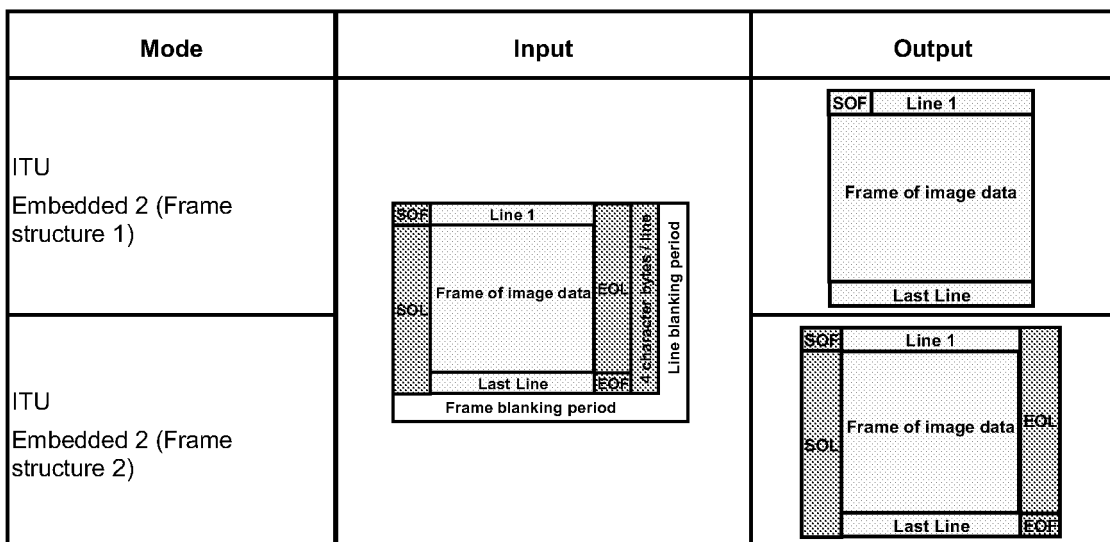 Mode
Input
Output
ITU
Embedded 2 (Frame
structure 1)
SOF Line 1
SOL
Frame of image data
EOL
4 character bytes / line
Line blanking period
Last Line EOF
Frame blanking period
SOF Line 1
Frame of image data
Last Line
ITU
Embedded 2 (Frame
structure 2)
SOF Line 1
SOL
Frame of image data
EOL
Last Line EOF